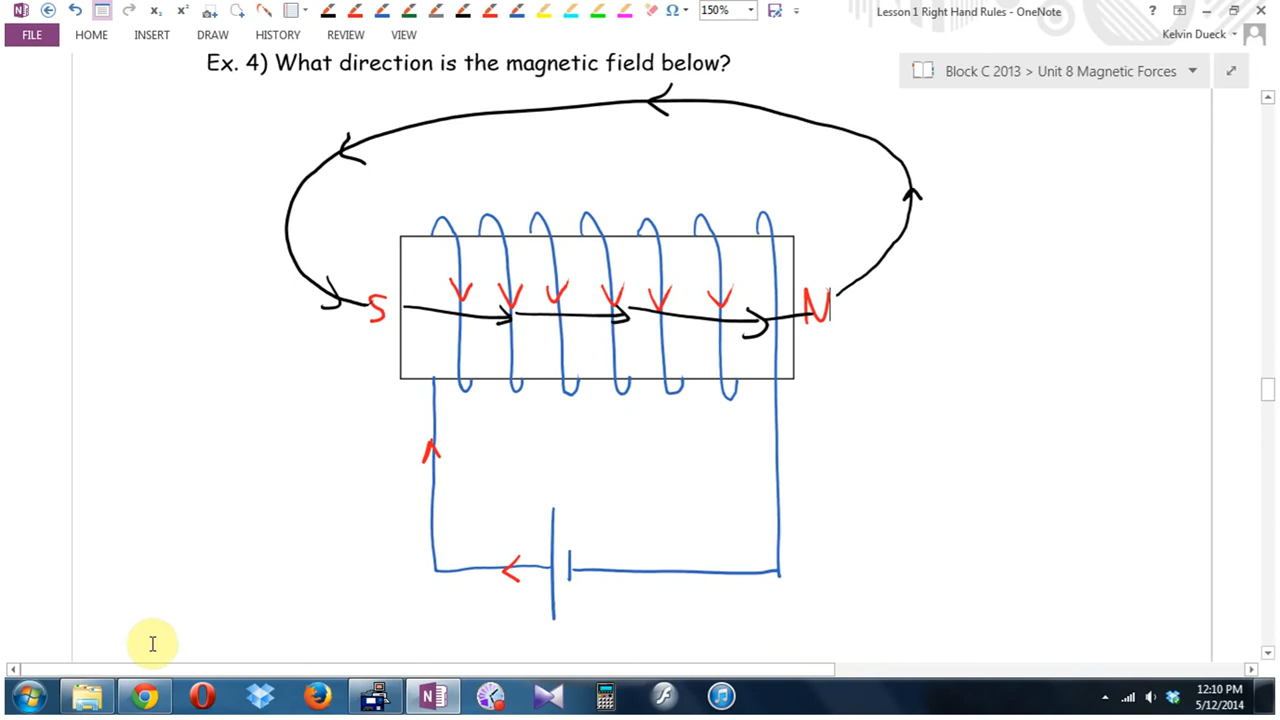 150%
Lesson 1 Right Hand Rules - OneNote
?
FILE
HOME
INSERT
DRAW
HISTORY
REVIEW
VIEW
Kelvin Dueck
Ex. 4) What direction is the magnetic field below?
Block C 2013 > Unit 8 Magnetic Forces
S
N
12:10 PM
5/12/2014